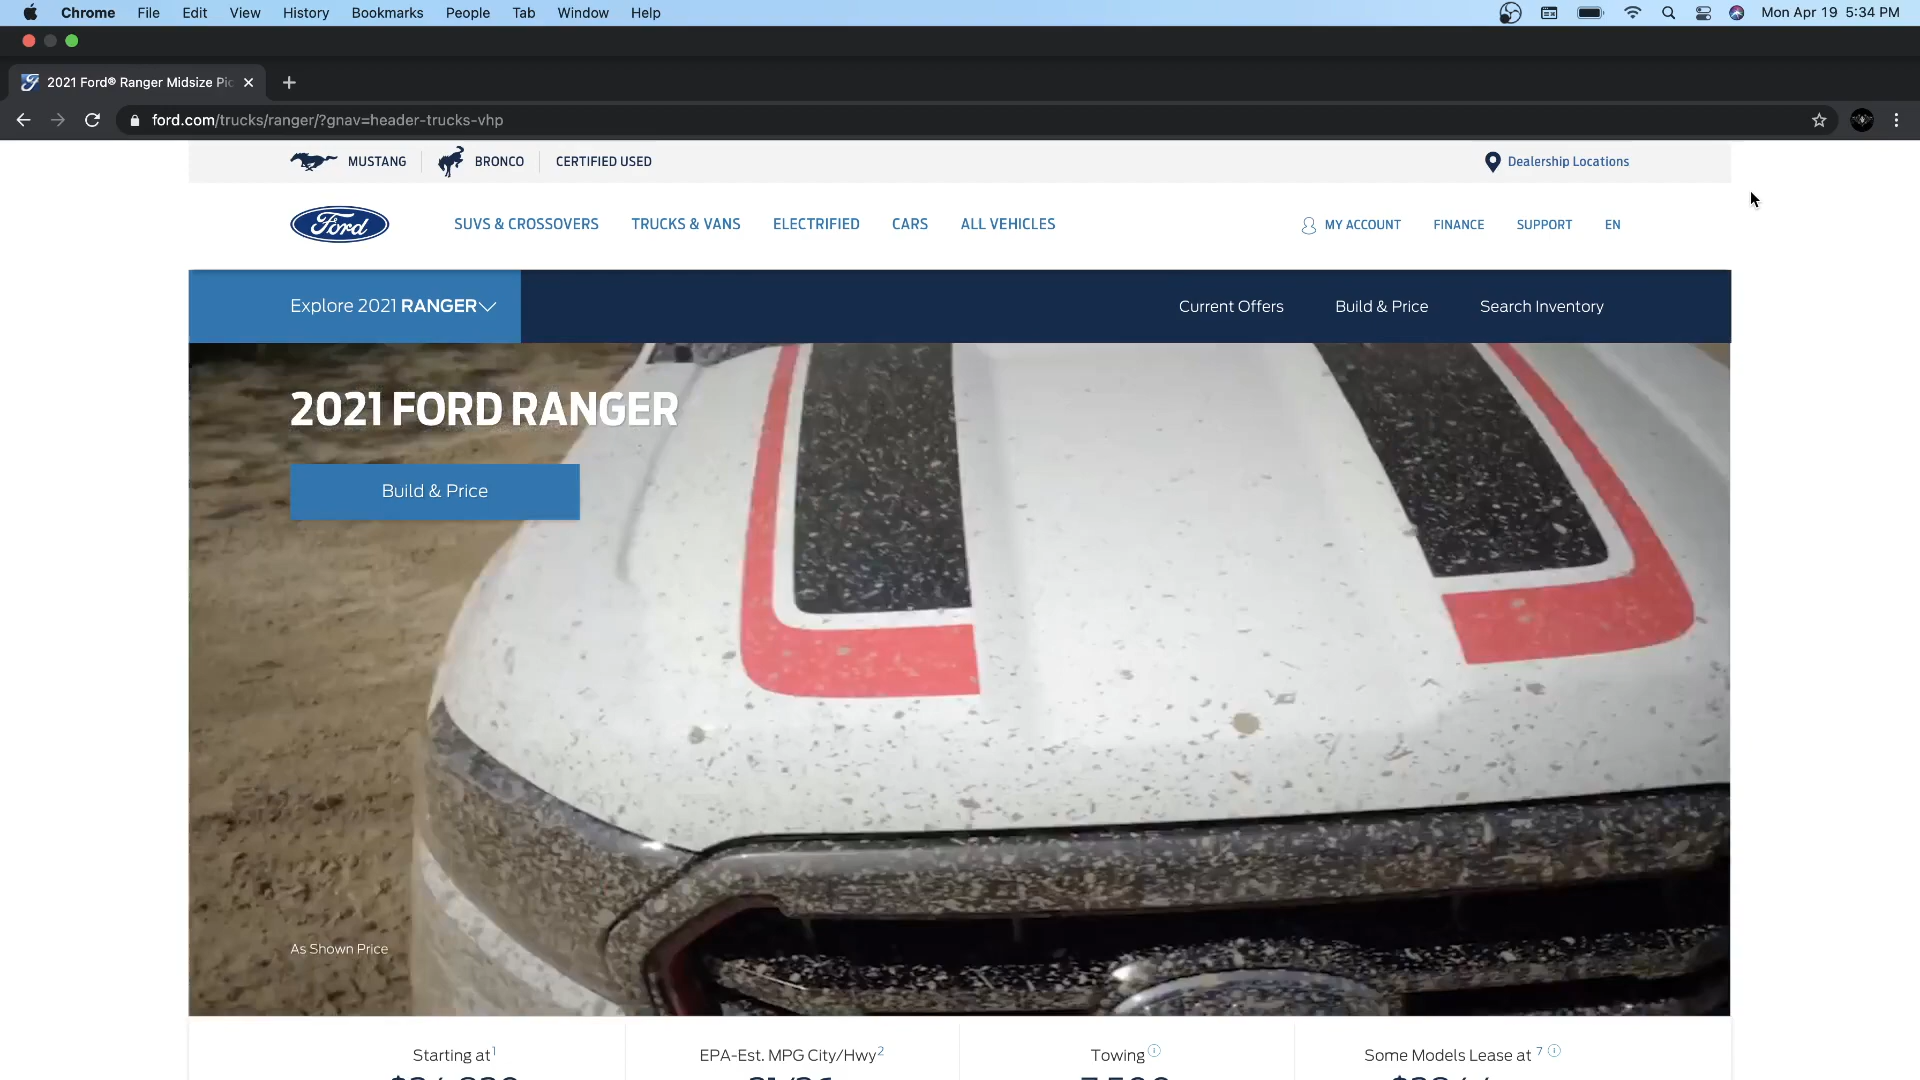 Chrome File Edit View History Bookmarks People Tab Window Help Mon Apr 19 5:34 PM
2021 Ford® Ranger Midsize Pic
ford.com/trucks/ranger/?gnav=header-trucks-vhp
MUSTANG BRONCO CERTIFIED USED Dealership Locations
Ford SUVS & CROSSOVERS TRUCKS & VANS ELECTRIFIED CARS ALL VEHICLES MY ACCOUNT FINANCE SUPPORT EN
Explore 2021 RANGER Current Offers Build & Price Search Inventory
2021 FORD RANGER
Build & Price
As Shown Price
Starting at1 EPA-Est. MPG City/Hwy2 Towing Some Models Lease at 7